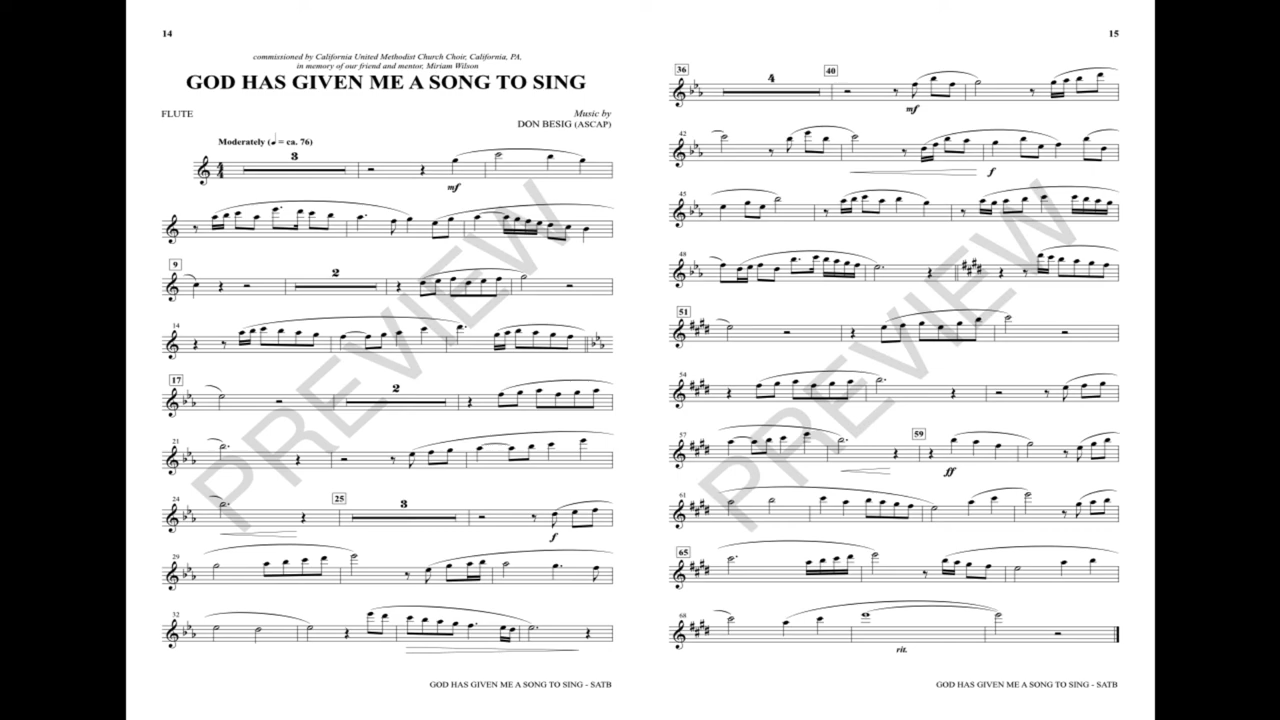 14
commissioned by California United Methodist Church Choir, California, PA,
in memory of our friend and mentor, Miriam Wilson
GOD HAS GIVEN ME A SONG TO SING
FLUTE
Music by
DON BESIG (ASCAP)
Moderately (♩ = ca. 76)
3
mf
9
2
14
17
2
21
24
25
3
f
29
32
GOD HAS GIVEN ME A SONG TO SING - SATB
PREVIEW
15
36
4
40
mf
42
f
45
48
51
54
57
59
ff
61
65
68
rit.
GOD HAS GIVEN ME A SONG TO SING - SATB
PREVIEW